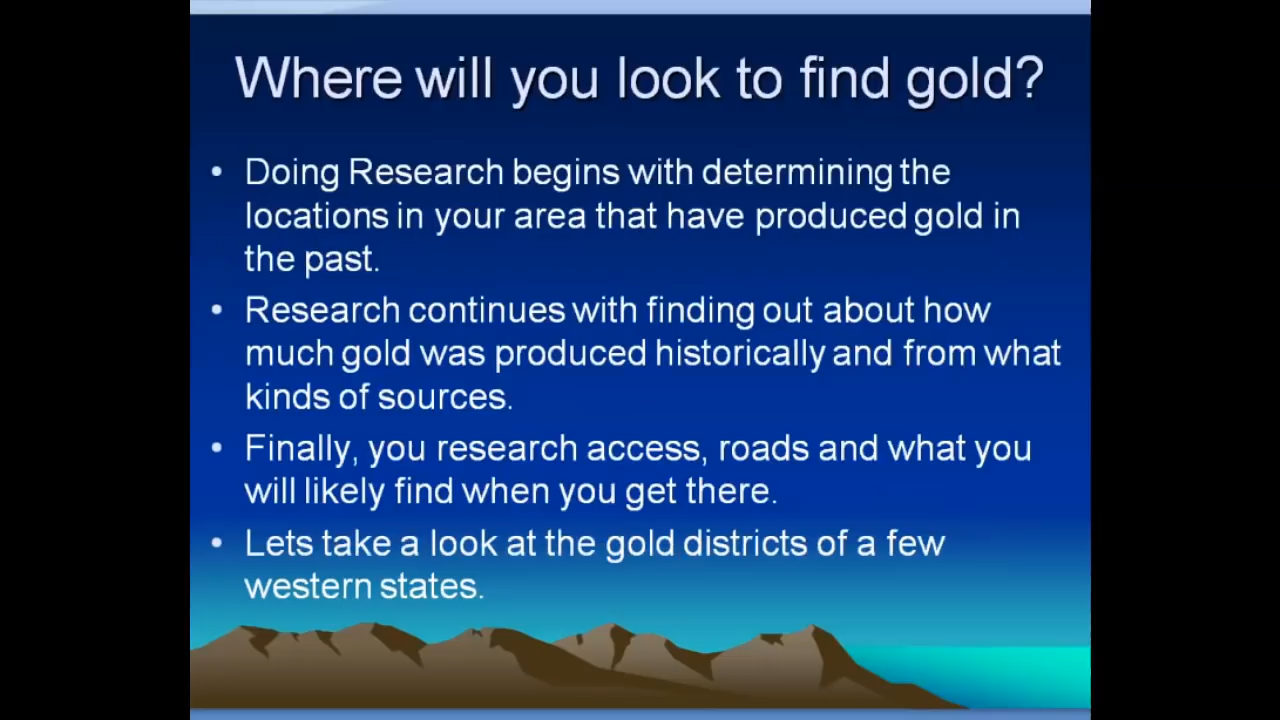 Where will you look to find gold?
• Doing Research begins with determining the
locations in your area that have produced gold in
the past.
• Research continues with finding out about how
much gold was produced historically and from what
kinds of sources.
• Finally, you research access, roads and what you
will likely find when you get there.
• Lets take a look at the gold districts of a few
western states.